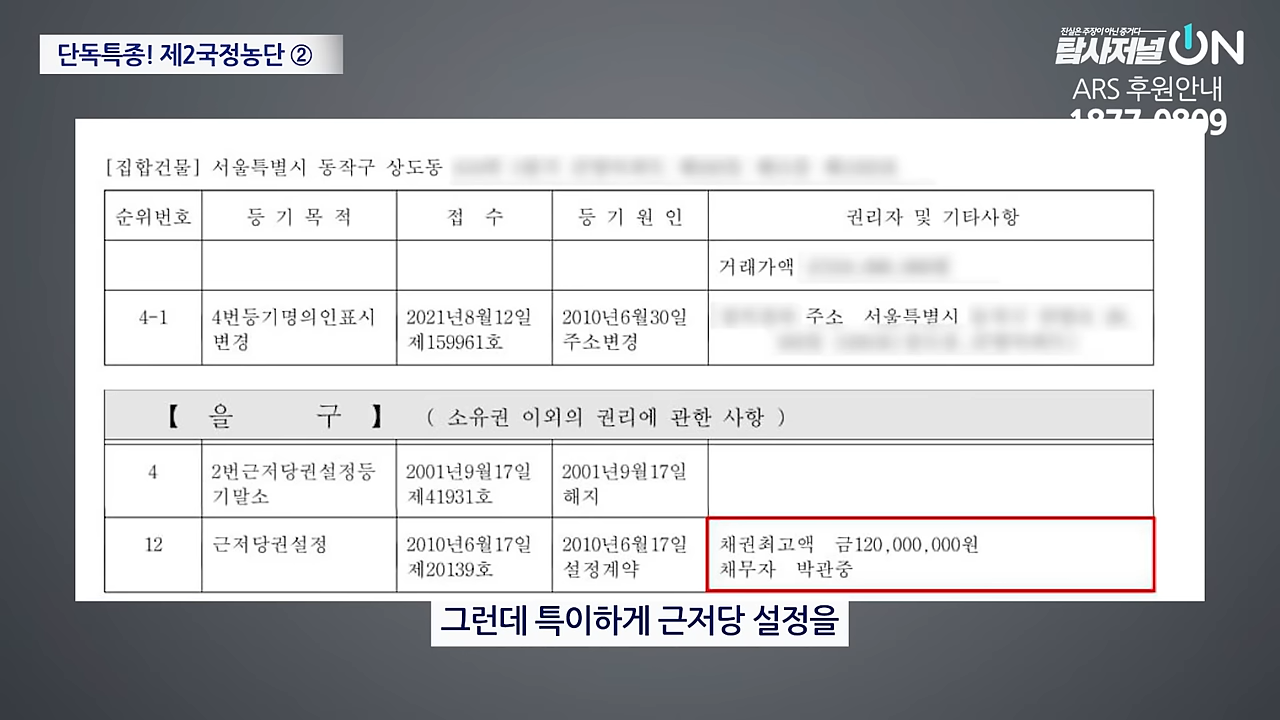 단독특종! 제2국정농단 ②
진실은 주장이 아닌 증거다
탐사저널 ON
ARS 후원안내
1877-0809
[집합건물] 서울특별시 동작구 상도동
순위번호 등 기 목 적 접 수 등 기 원 인 권리자 및 기타사항
거래가액
4-1 4번등기명의인표시 2021년8월12일 2010년6월30일 주소 서울특별시
변경 제159961호 주소변경
【 을 구 】 ( 소유권 이외의 권리에 관한 사항 )
4 2번근저당권설정등 2001년9월17일 2001년9월17일
기말소 제41931호 해지
12 근저당권설정 2010년6월17일 2010년6월17일 채권최고액 금120,000,000원
제20139호 설정계약 채무자 박관중
그런데 특이하게 근저당 설정을